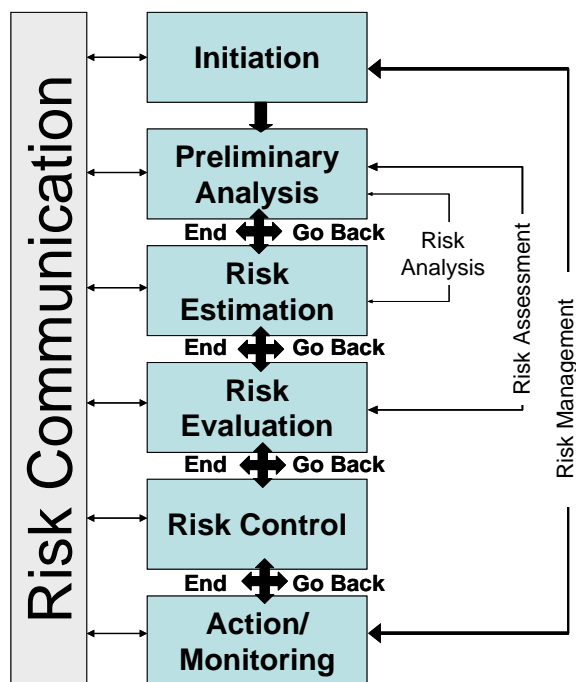 Risk Communication
Initiation
Preliminary
Analysis
End Go Back
Risk
Analysis
Risk
Estimation
End Go Back
Risk
Evaluation
End Go Back
Risk Control
End Go Back
Action/
Monitoring
Risk Assessment
Risk Management